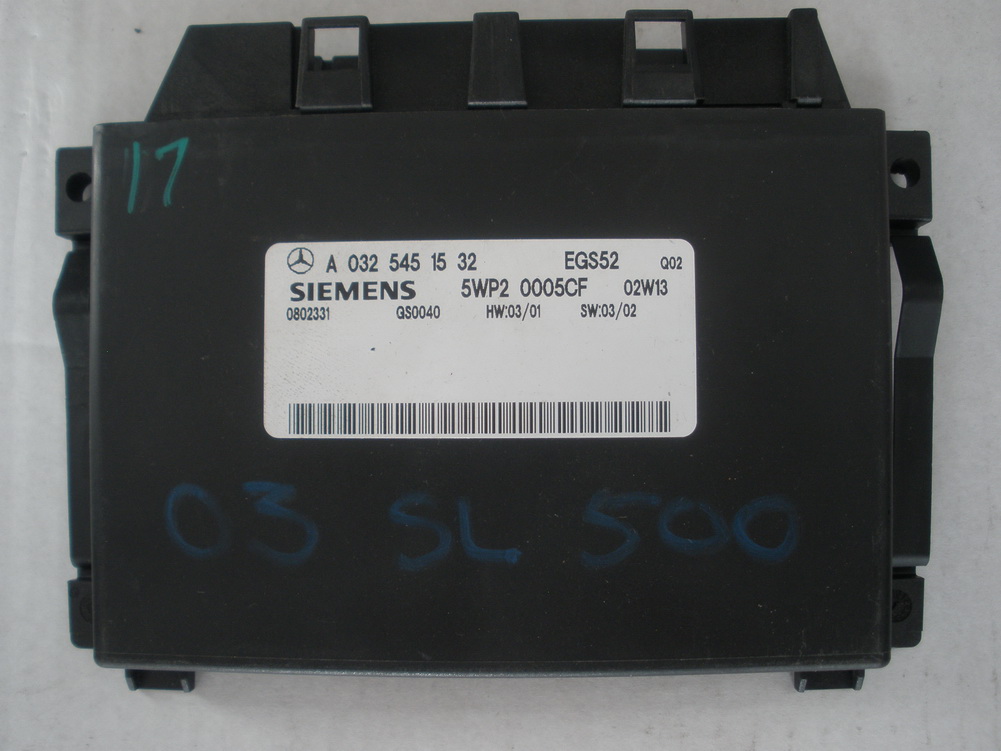 17
A 032 545 15 32 EGS52 Q02
SIEMENS 5WP2 0005CF 02W13
0802331 GS0040 HW:03/01 SW:03/02
03 SL 500